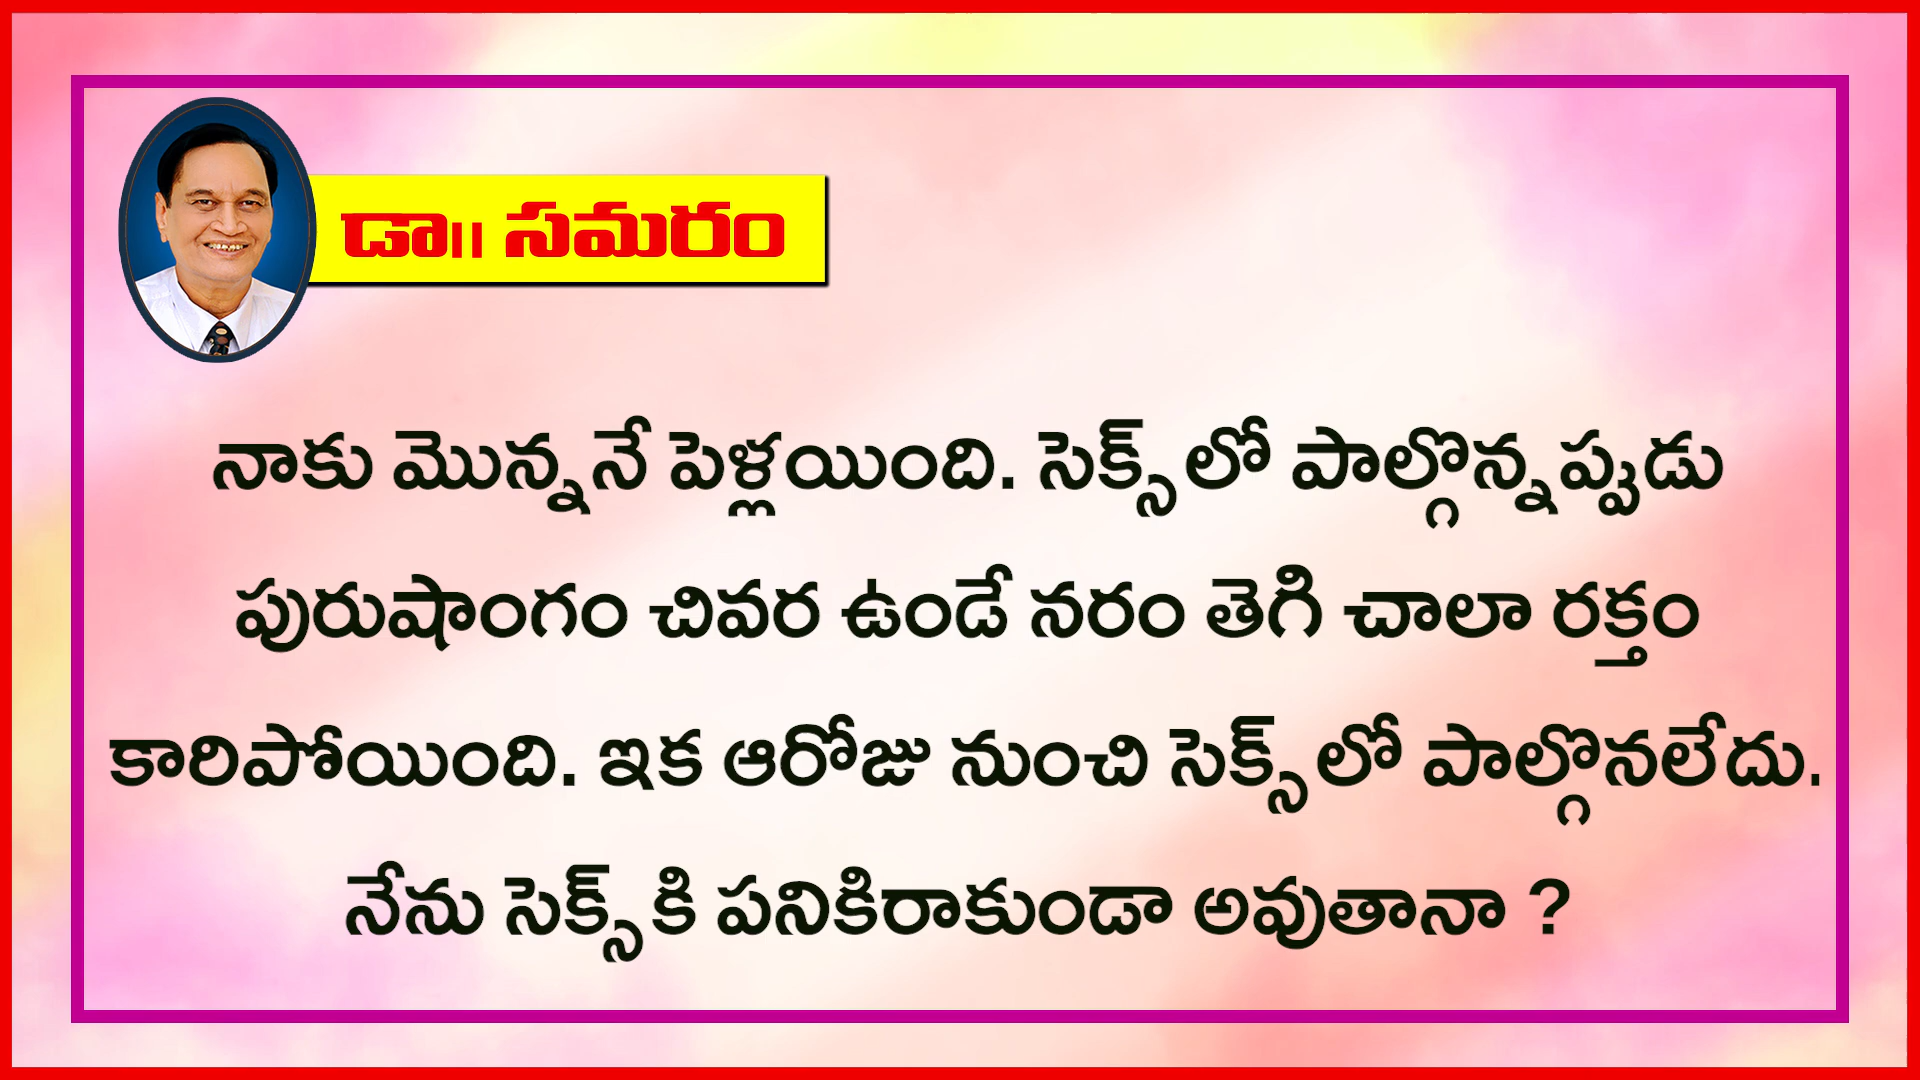 డా॥ సమరం
నాకు మొన్ననే పెళ్లయింది. సెక్స్‌లో పాల్గొన్నప్పుడు
పురుషాంగం చివర ఉండే నరం తెగి చాలా రక్తం
కారిపోయింది. ఇక ఆరోజు నుంచి సెక్స్‌లో పాల్గొనలేదు.
నేను సెక్స్‌కి పనికిరాకుండా అవుతానా ?